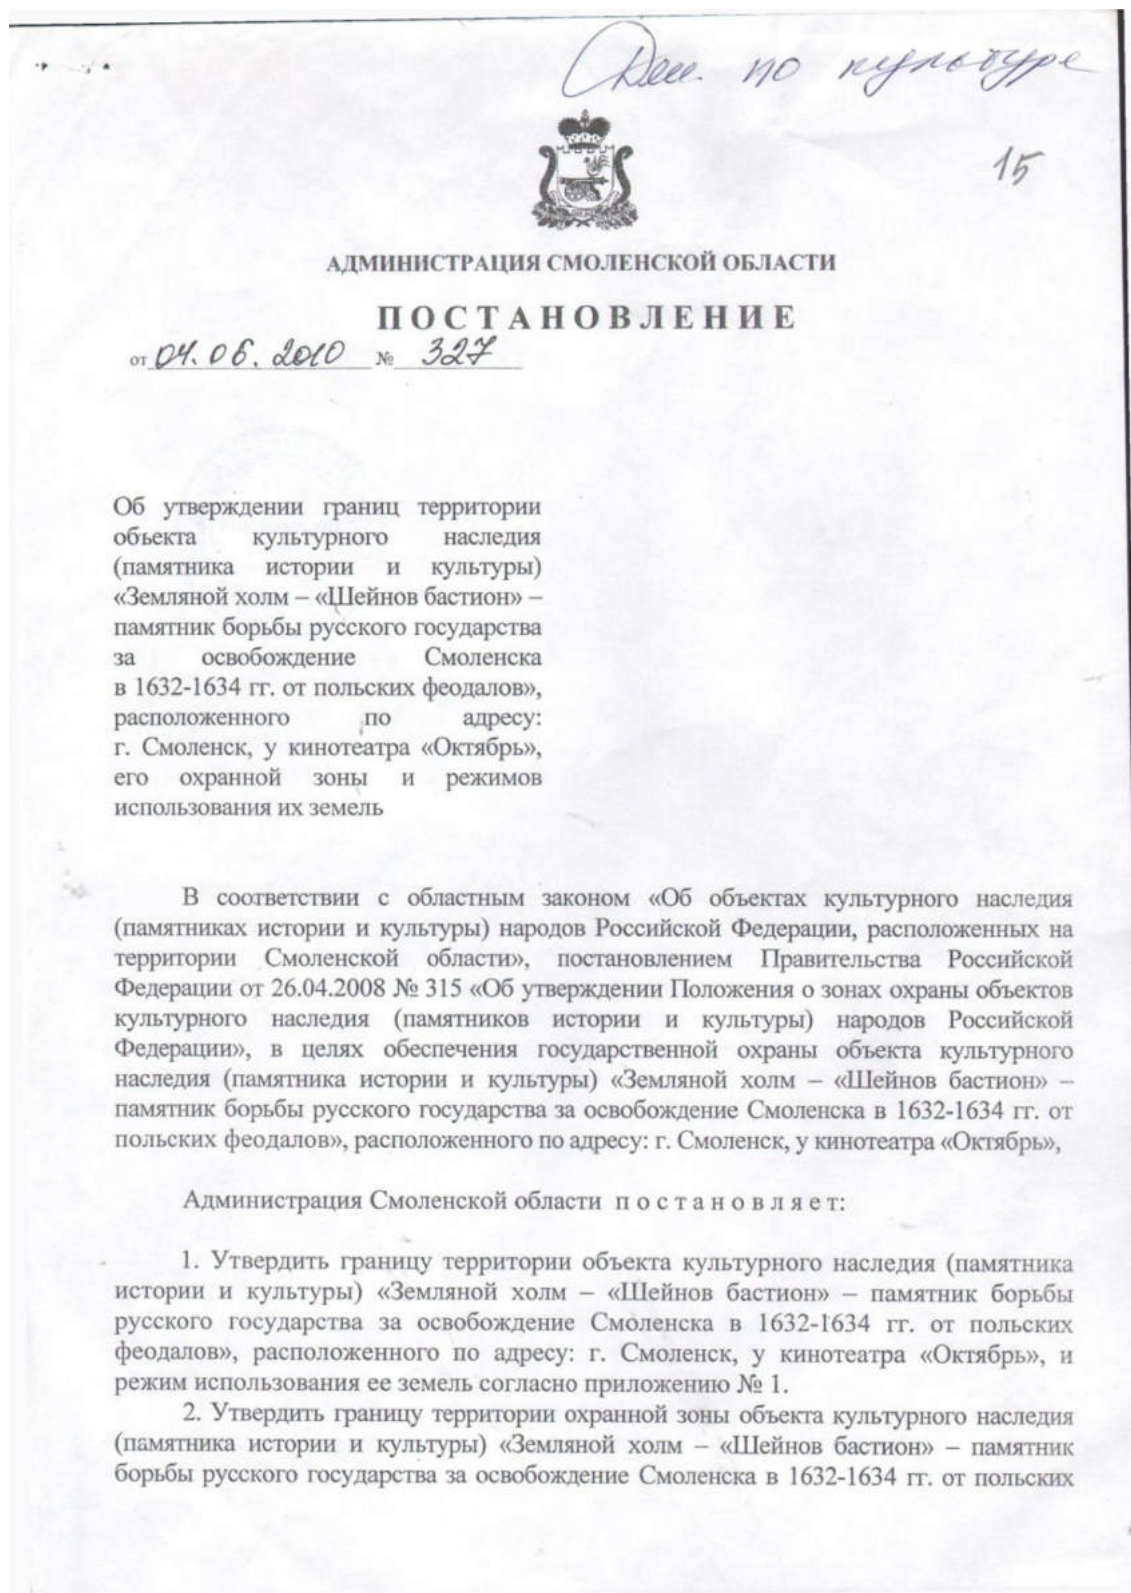 Деп. по культуре
15
АДМИНИСТРАЦИЯ СМОЛЕНСКОЙ ОБЛАСТИ
ПОСТАНОВЛЕНИЕ
от 04.06.2010 № 327
Об утверждении границ территории
объекта культурного наследия
(памятника истории и культуры)
«Земляной холм – «Шейнов бастион» –
памятник борьбы русского государства
за освобождение Смоленска
в 1632-1634 гг. от польских феодалов»,
расположенного по адресу:
г. Смоленск, у кинотеатра «Октябрь»,
его охранной зоны и режимов
использования их земель
В соответствии с областным законом «Об объектах культурного наследия
(памятниках истории и культуры) народов Российской Федерации, расположенных на
территории Смоленской области», постановлением Правительства Российской
Федерации от 26.04.2008 № 315 «Об утверждении Положения о зонах охраны объектов
культурного наследия (памятников истории и культуры) народов Российской
Федерации», в целях обеспечения государственной охраны объекта культурного
наследия (памятника истории и культуры) «Земляной холм – «Шейнов бастион» –
памятник борьбы русского государства за освобождение Смоленска в 1632-1634 гг. от
польских феодалов», расположенного по адресу: г. Смоленск, у кинотеатра «Октябрь»,
Администрация Смоленской области п о с т а н о в л я е т:
1. Утвердить границу территории объекта культурного наследия (памятника
истории и культуры) «Земляной холм – «Шейнов бастион» – памятник борьбы
русского государства за освобождение Смоленска в 1632-1634 гг. от польских
феодалов», расположенного по адресу: г. Смоленск, у кинотеатра «Октябрь», и
режим использования ее земель согласно приложению № 1.
2. Утвердить границу территории охранной зоны объекта культурного наследия
(памятника истории и культуры) «Земляной холм – «Шейнов бастион» – памятник
борьбы русского государства за освобождение Смоленска в 1632-1634 гг. от польских